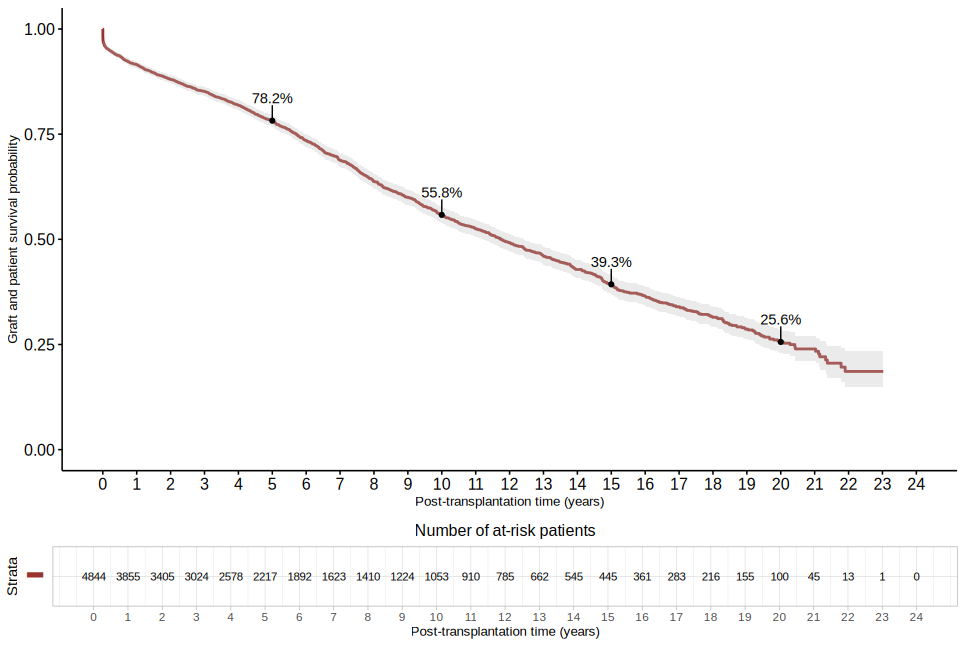 1.00
78.2%
0.75
55.8%
0.50
39.3%
25.6%
0.25
0.00
Graft and patient survival probability
0 1 2 3 4 5 6 7 8 9 10 11 12 13 14 15 16 17 18 19 20 21 22 23 24
Post-transplantation time (years)
Number of at-risk patients
Strata
4844 3855 3405 3024 2578 2217 1892 1623 1410 1224 1053 910 785 662 545 445 361 283 216 155 100 45 13 1 0
0 1 2 3 4 5 6 7 8 9 10 11 12 13 14 15 16 17 18 19 20 21 22 23 24
Post-transplantation time (years)